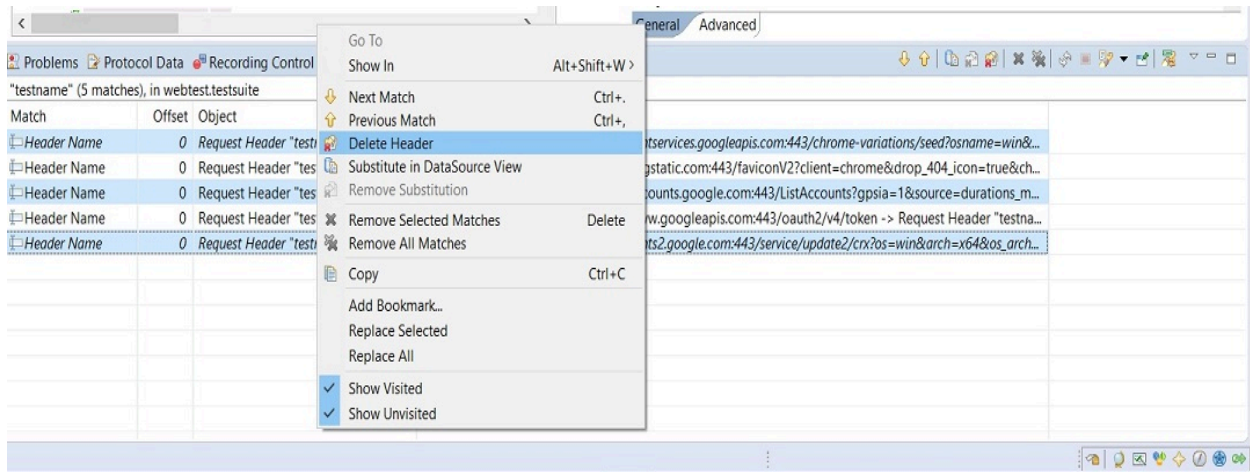 General Advanced
Problems Protocol Data Recording Control
"testname" (5 matches), in webtest.testsuite
Match Offset Object
Header Name 0 Request Header "test
Header Name 0 Request Header "tes
Header Name 0 Request Header "tes
Header Name 0 Request Header "tes
Header Name 0 Request Header "test
Go To
Show In Alt+Shift+W >
Next Match Ctrl+.
Previous Match Ctrl+,
Delete Header
Substitute in DataSource View
Remove Substitution
Remove Selected Matches Delete
Remove All Matches
Copy Ctrl+C
Add Bookmark...
Replace Selected
Replace All
Show Visited
Show Unvisited
ntservices.googleapis.com:443/chrome-variations/seed?osname=win&...
gstatic.com:443/faviconV2?client=chrome&drop_404_icon=true&ch...
counts.google.com:443/ListAccounts?gpsia=1&source=durations_m...
w.googleapis.com:443/oauth2/v4/token -> Request Header "testna...
nts2.google.com:443/service/update2/crx?os=win&arch=x64&os_arch...